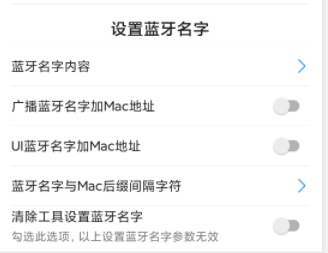 设置蓝牙名字
蓝牙名字内容
广播蓝牙名字加Mac地址
UI蓝牙名字加Mac地址
蓝牙名字与Mac后缀间隔字符
清除工具设置蓝牙名字
勾选此选项，以上设置蓝牙名字参数无效